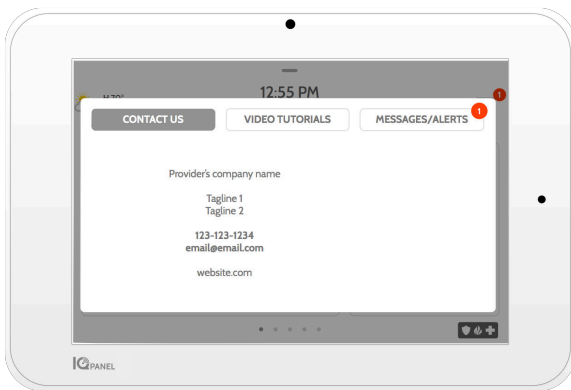 12:55 PM
1
CONTACT US
VIDEO TUTORIALS
MESSAGES/ALERTS
1
Provider's company name
Tagline 1
Tagline 2
123-123-1234
email@email.com
website.com
IQ PANEL